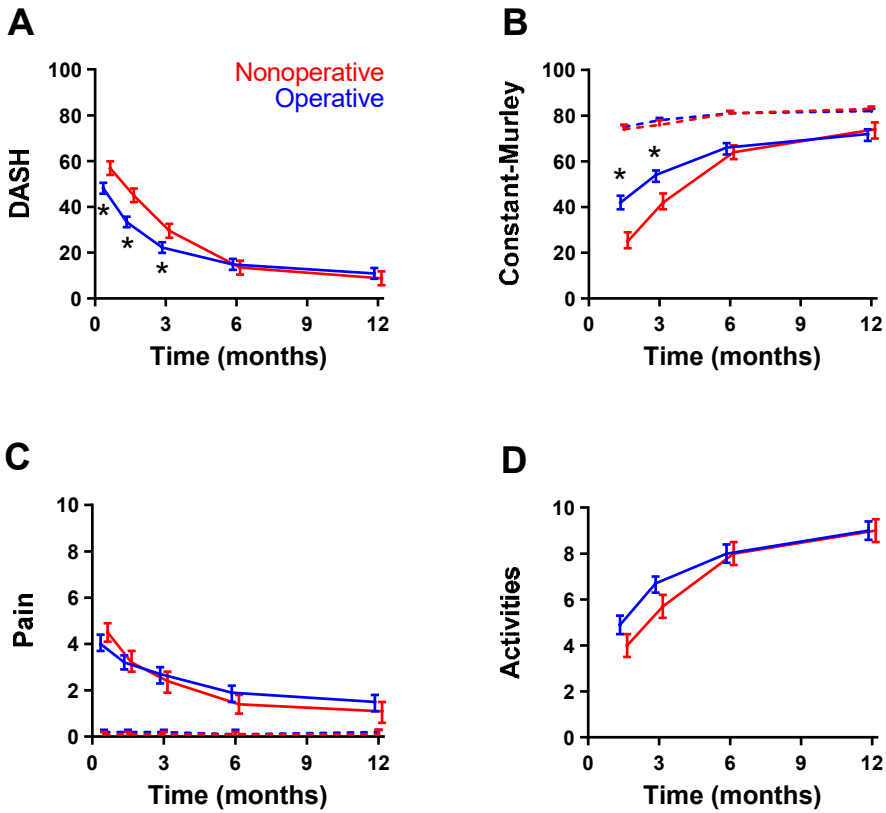 A
Nonoperative
Operative
DASH
100
80
60
40
20
0
*
*
*
0 3 6 9 12
Time (months)
B
Constant-Murley
100
80
60
40
20
0
*
*
0 3 6 9 12
Time (months)
C
Pain
10
8
6
4
2
0
0 3 6 9 12
Time (months)
D
Activities
10
8
6
4
2
0
0 3 6 9 12
Time (months)